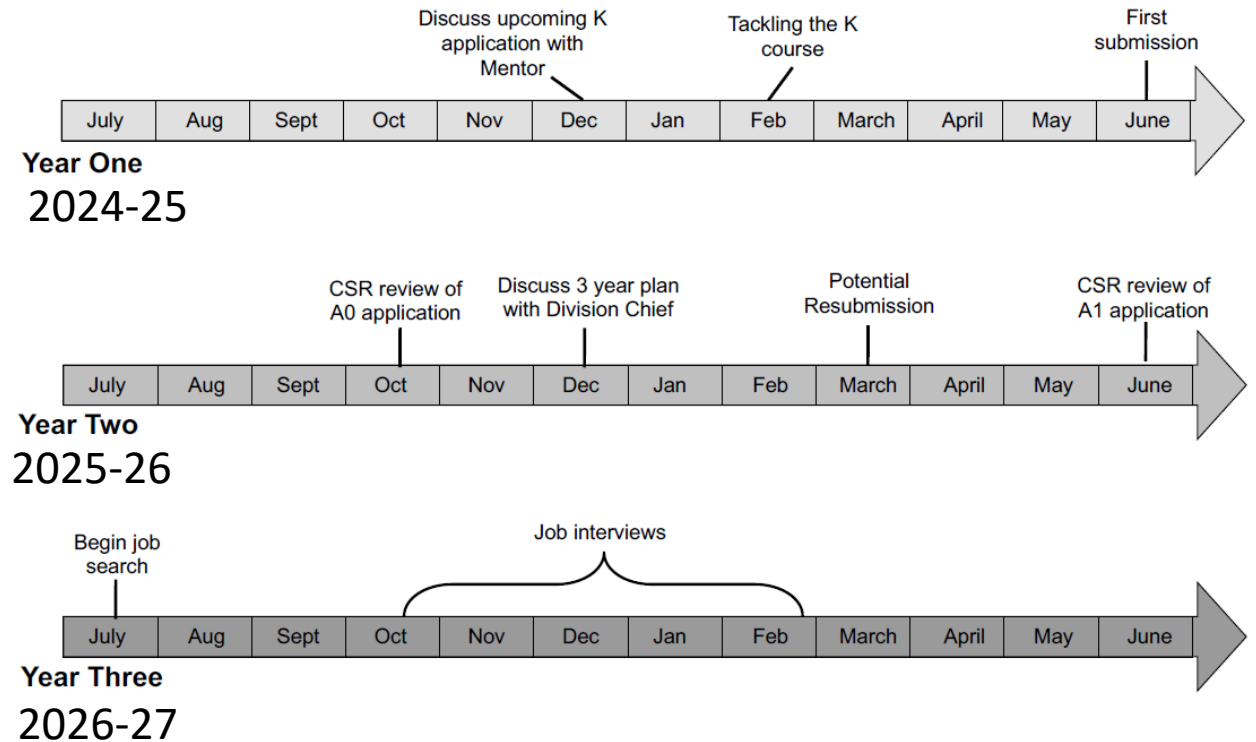 Discuss upcoming K
application with
Mentor
Tackling the K
course
First
submission
July Aug Sept Oct Nov Dec Jan Feb March April May June
Year One
2024-25
CSR review of
A0 application
Discuss 3 year plan
with Division Chief
Potential
Resubmission
CSR review of
A1 application
July Aug Sept Oct Nov Dec Jan Feb March April May June
Year Two
2025-26
Begin job
search
Job interviews
July Aug Sept Oct Nov Dec Jan Feb March April May June
Year Three
2026-27